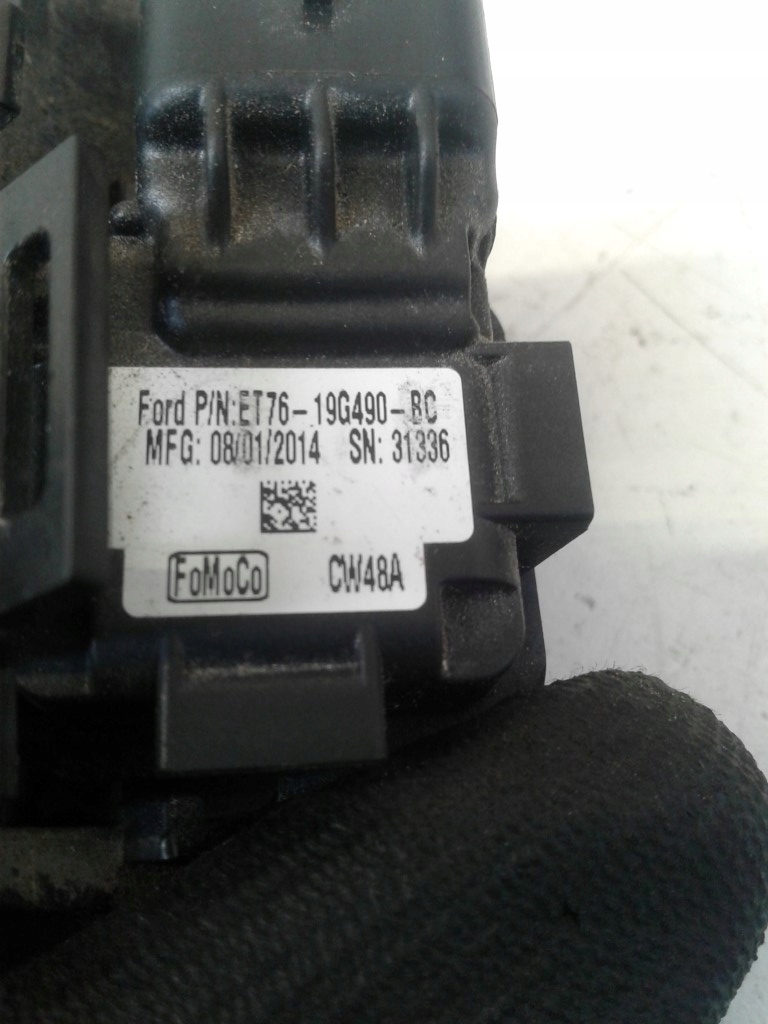 Ford P/N:ET76-19G490-BC
MFG: 08/01/2014 SN: 31336
FoMoCo CW48A